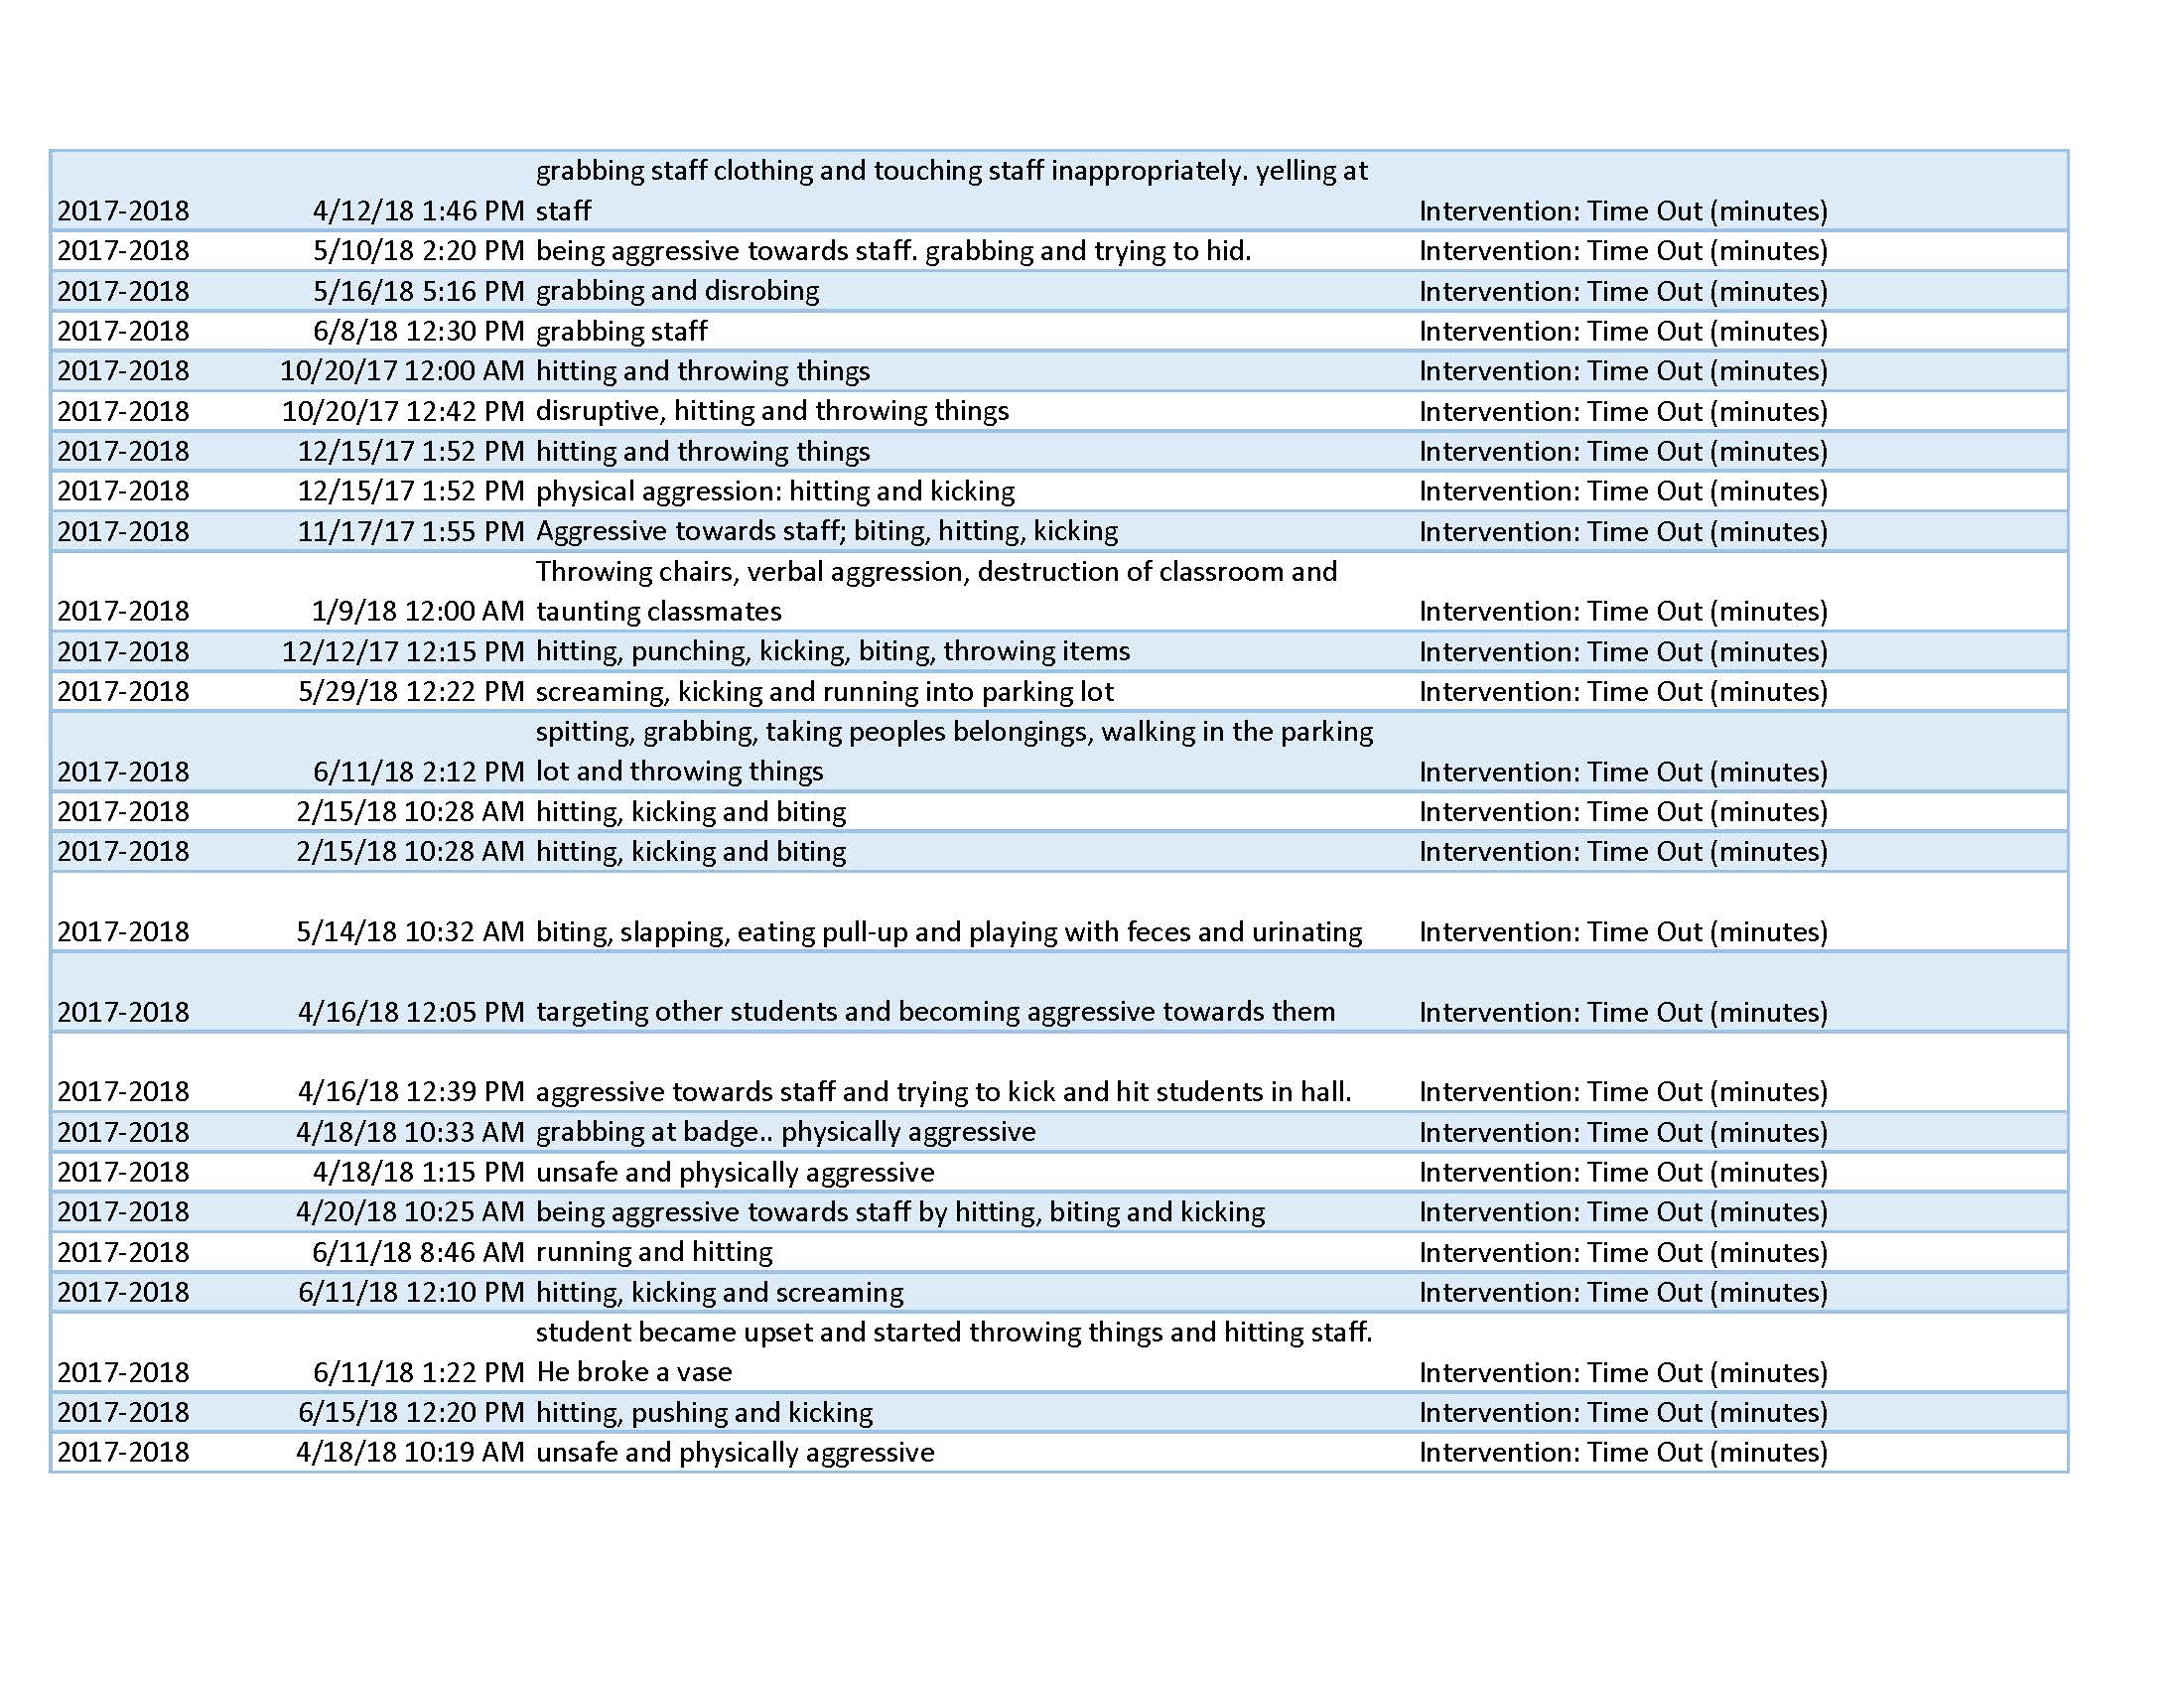 grabbing staff clothing and touching staff inappropriately. yelling at
2017-2018 4/12/18 1:46 PM staff Intervention: Time Out (minutes)
2017-2018 5/10/18 2:20 PM being aggressive towards staff. grabbing and trying to hid. Intervention: Time Out (minutes)
2017-2018 5/16/18 5:16 PM grabbing and disrobing Intervention: Time Out (minutes)
2017-2018 6/8/18 12:30 PM grabbing staff Intervention: Time Out (minutes)
2017-2018 10/20/17 12:00 AM hitting and throwing things Intervention: Time Out (minutes)
2017-2018 10/20/17 12:42 PM disruptive, hitting and throwing things Intervention: Time Out (minutes)
2017-2018 12/15/17 1:52 PM hitting and throwing things Intervention: Time Out (minutes)
2017-2018 12/15/17 1:52 PM physical aggression: hitting and kicking Intervention: Time Out (minutes)
2017-2018 11/17/17 1:55 PM Aggressive towards staff; biting, hitting, kicking Intervention: Time Out (minutes)
Throwing chairs, verbal aggression, destruction of classroom and
2017-2018 1/9/18 12:00 AM taunting classmates Intervention: Time Out (minutes)
2017-2018 12/12/17 12:15 PM hitting, punching, kicking, biting, throwing items Intervention: Time Out (minutes)
2017-2018 5/29/18 12:22 PM screaming, kicking and running into parking lot Intervention: Time Out (minutes)
spitting, grabbing, taking peoples belongings, walking in the parking
2017-2018 6/11/18 2:12 PM lot and throwing things Intervention: Time Out (minutes)
2017-2018 2/15/18 10:28 AM hitting, kicking and biting Intervention: Time Out (minutes)
2017-2018 2/15/18 10:28 AM hitting, kicking and biting Intervention: Time Out (minutes)
2017-2018 5/14/18 10:32 AM biting, slapping, eating pull-up and playing with feces and urinating Intervention: Time Out (minutes)
2017-2018 4/16/18 12:05 PM targeting other students and becoming aggressive towards them Intervention: Time Out (minutes)
2017-2018 4/16/18 12:39 PM aggressive towards staff and trying to kick and hit students in hall. Intervention: Time Out (minutes)
2017-2018 4/18/18 10:33 AM grabbing at badge.. physically aggressive Intervention: Time Out (minutes)
2017-2018 4/18/18 1:15 PM unsafe and physically aggressive Intervention: Time Out (minutes)
2017-2018 4/20/18 10:25 AM being aggressive towards staff by hitting, biting and kicking Intervention: Time Out (minutes)
2017-2018 6/11/18 8:46 AM running and hitting Intervention: Time Out (minutes)
2017-2018 6/11/18 12:10 PM hitting, kicking and screaming Intervention: Time Out (minutes)
student became upset and started throwing things and hitting staff.
2017-2018 6/11/18 1:22 PM He broke a vase Intervention: Time Out (minutes)
2017-2018 6/15/18 12:20 PM hitting, pushing and kicking Intervention: Time Out (minutes)
2017-2018 4/18/18 10:19 AM unsafe and physically aggressive Intervention: Time Out (minutes)